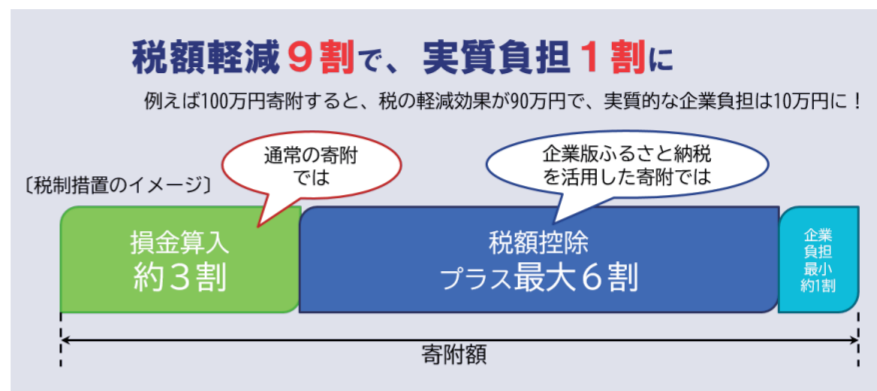 税額軽減９割で、実質負担１割に
例えば100万円寄附すると、税の軽減効果が90万円で、実質的な企業負担は10万円に！
〔税制措置のイメージ〕
通常の寄附
では
企業版ふるさと納税
を活用した寄附では
損金算入
約３割
税額控除
プラス最大６割
企業
負担
最小
約1割
寄附額